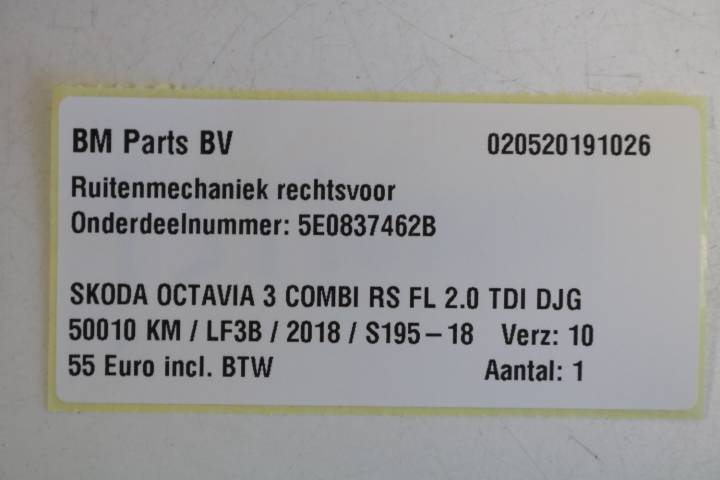 BM Parts BV 020520191026
Ruitenmechaniek rechtsvoor
Onderdeelnummer: 5E0837462B
SKODA OCTAVIA 3 COMBI RS FL 2.0 TDI DJG
50010 KM / LF3B / 2018 / S195-18 Verz: 10
55 Euro incl. BTW Aantal: 1